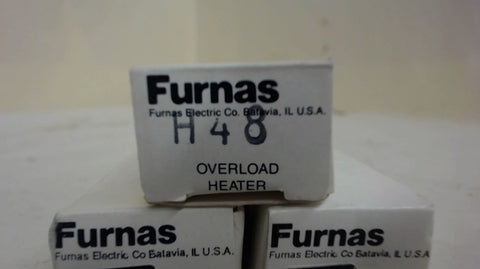 Furnas
Furnas Electric Co. Batavia, IL U.S.A.
H48
OVERLOAD
HEATER
Furnas
Furnas Electric Co Batavia, IL U.S.A.
Furnas
Furnas Electric Co. Batavia, IL U.S.A.